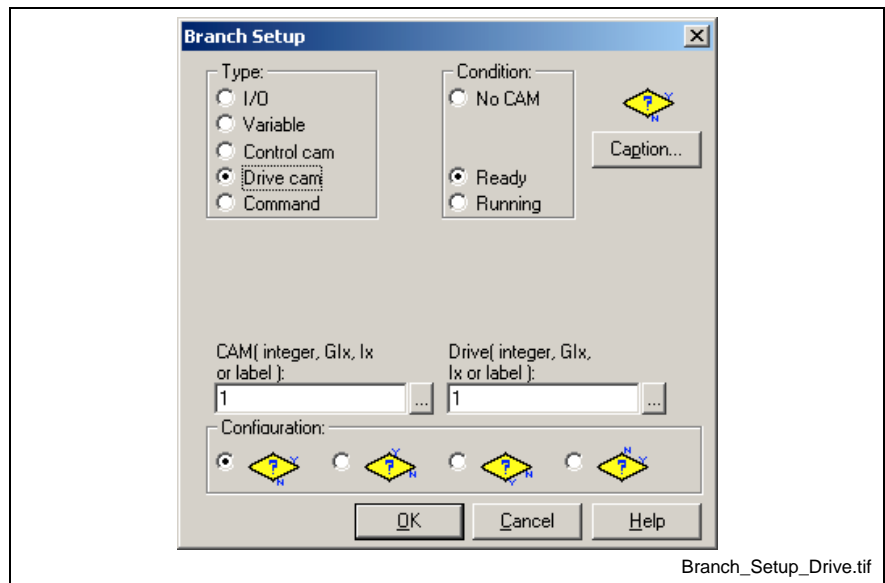 Branch Setup
Type:
I/O
Variable
Control cam
Drive cam
Command
Condition:
No CAM
Ready
Running
? Y
N
Caption...
CAM( integer, GIx, Ix
or label ):
1
...
Drive( integer, GIx,
Ix or label ):
1
...
Configuration:
? Y
N
Y
? N
? N
Y
N
? Y
OK
Cancel
Help
Branch_Setup_Drive.tif